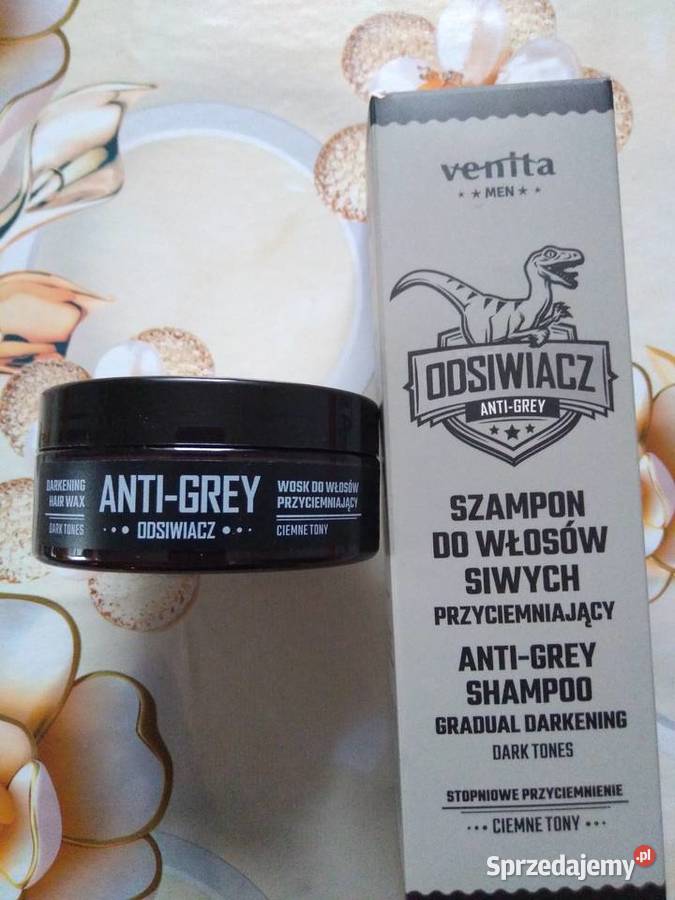 DARKENING
HAIR WAX
DARK TONES
ANTI-GREY
ODSIWIACZ
WOSK DO WŁOSÓW
PRZYCIEMNIAJĄCY
CIEMNE TONY
venita
MEN
ODSIWIACZ
ANTI-GREY
SZAMPON
DO WŁOSÓW
SIWYCH
PRZYCIEMNIAJĄCY
ANTI-GREY
SHAMPOO
GRADUAL DARKENING
DARK TONES
STOPNIOWE PRZYCIEMNIENIE
CIEMNE TONY
Sprzedajemy.pl